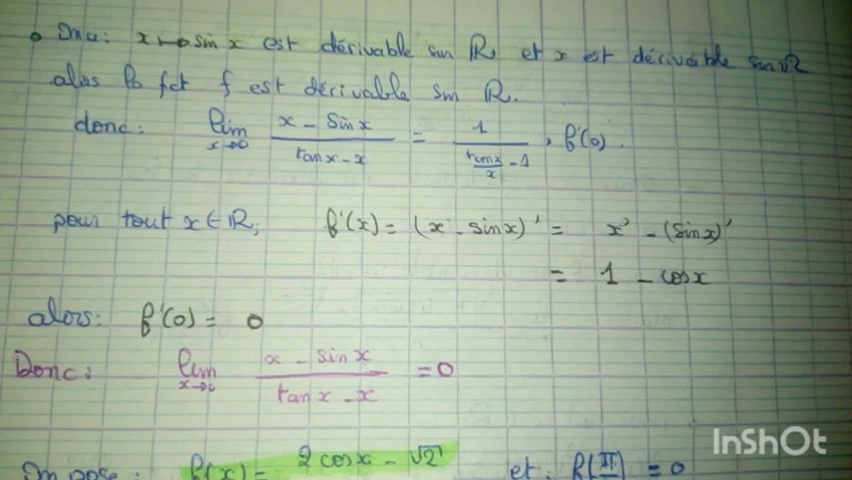 • On a : x ↦ sin x est dérivable sur ℝ et x est dérivable sur ℝ
alors la fct f est dérivable sur ℝ.
donc : lim x→0 (x - sin x)/(tan x - x) = 1/((tan x)/x - 1) , f'(0).
pour tout x ∈ ℝ, f'(x) = (x - sin x)' = x' - (sin x)'
= 1 - cos x
alors : f'(0) = 0
Donc : lim x→0 (x - sin x)/(tan x - x) = 0
On pose : f(x) = 2 cos x - √2 et : f(π = 0
InShOt